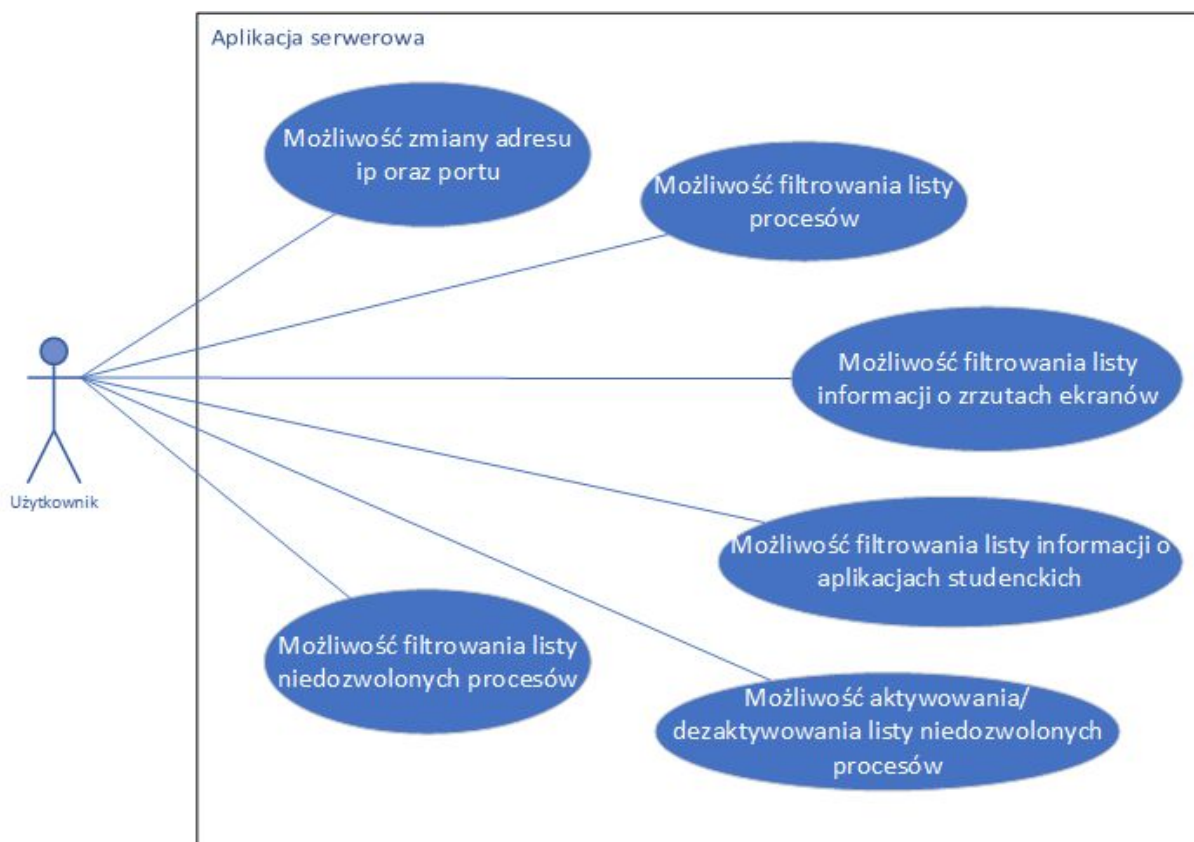 Aplikacja serwerowa
Możliwość zmiany adresu
ip oraz portu
Możliwość filtrowania listy
procesów
Możliwość filtrowania listy
informacji o zrzutach ekranów
Użytkownik
Możliwość filtrowania listy informacji o
aplikacjach studenckich
Możliwość filtrowania listy
niedozwolonych procesów
Możliwość aktywowania/
dezaktywowania listy niedozwolonych
procesów